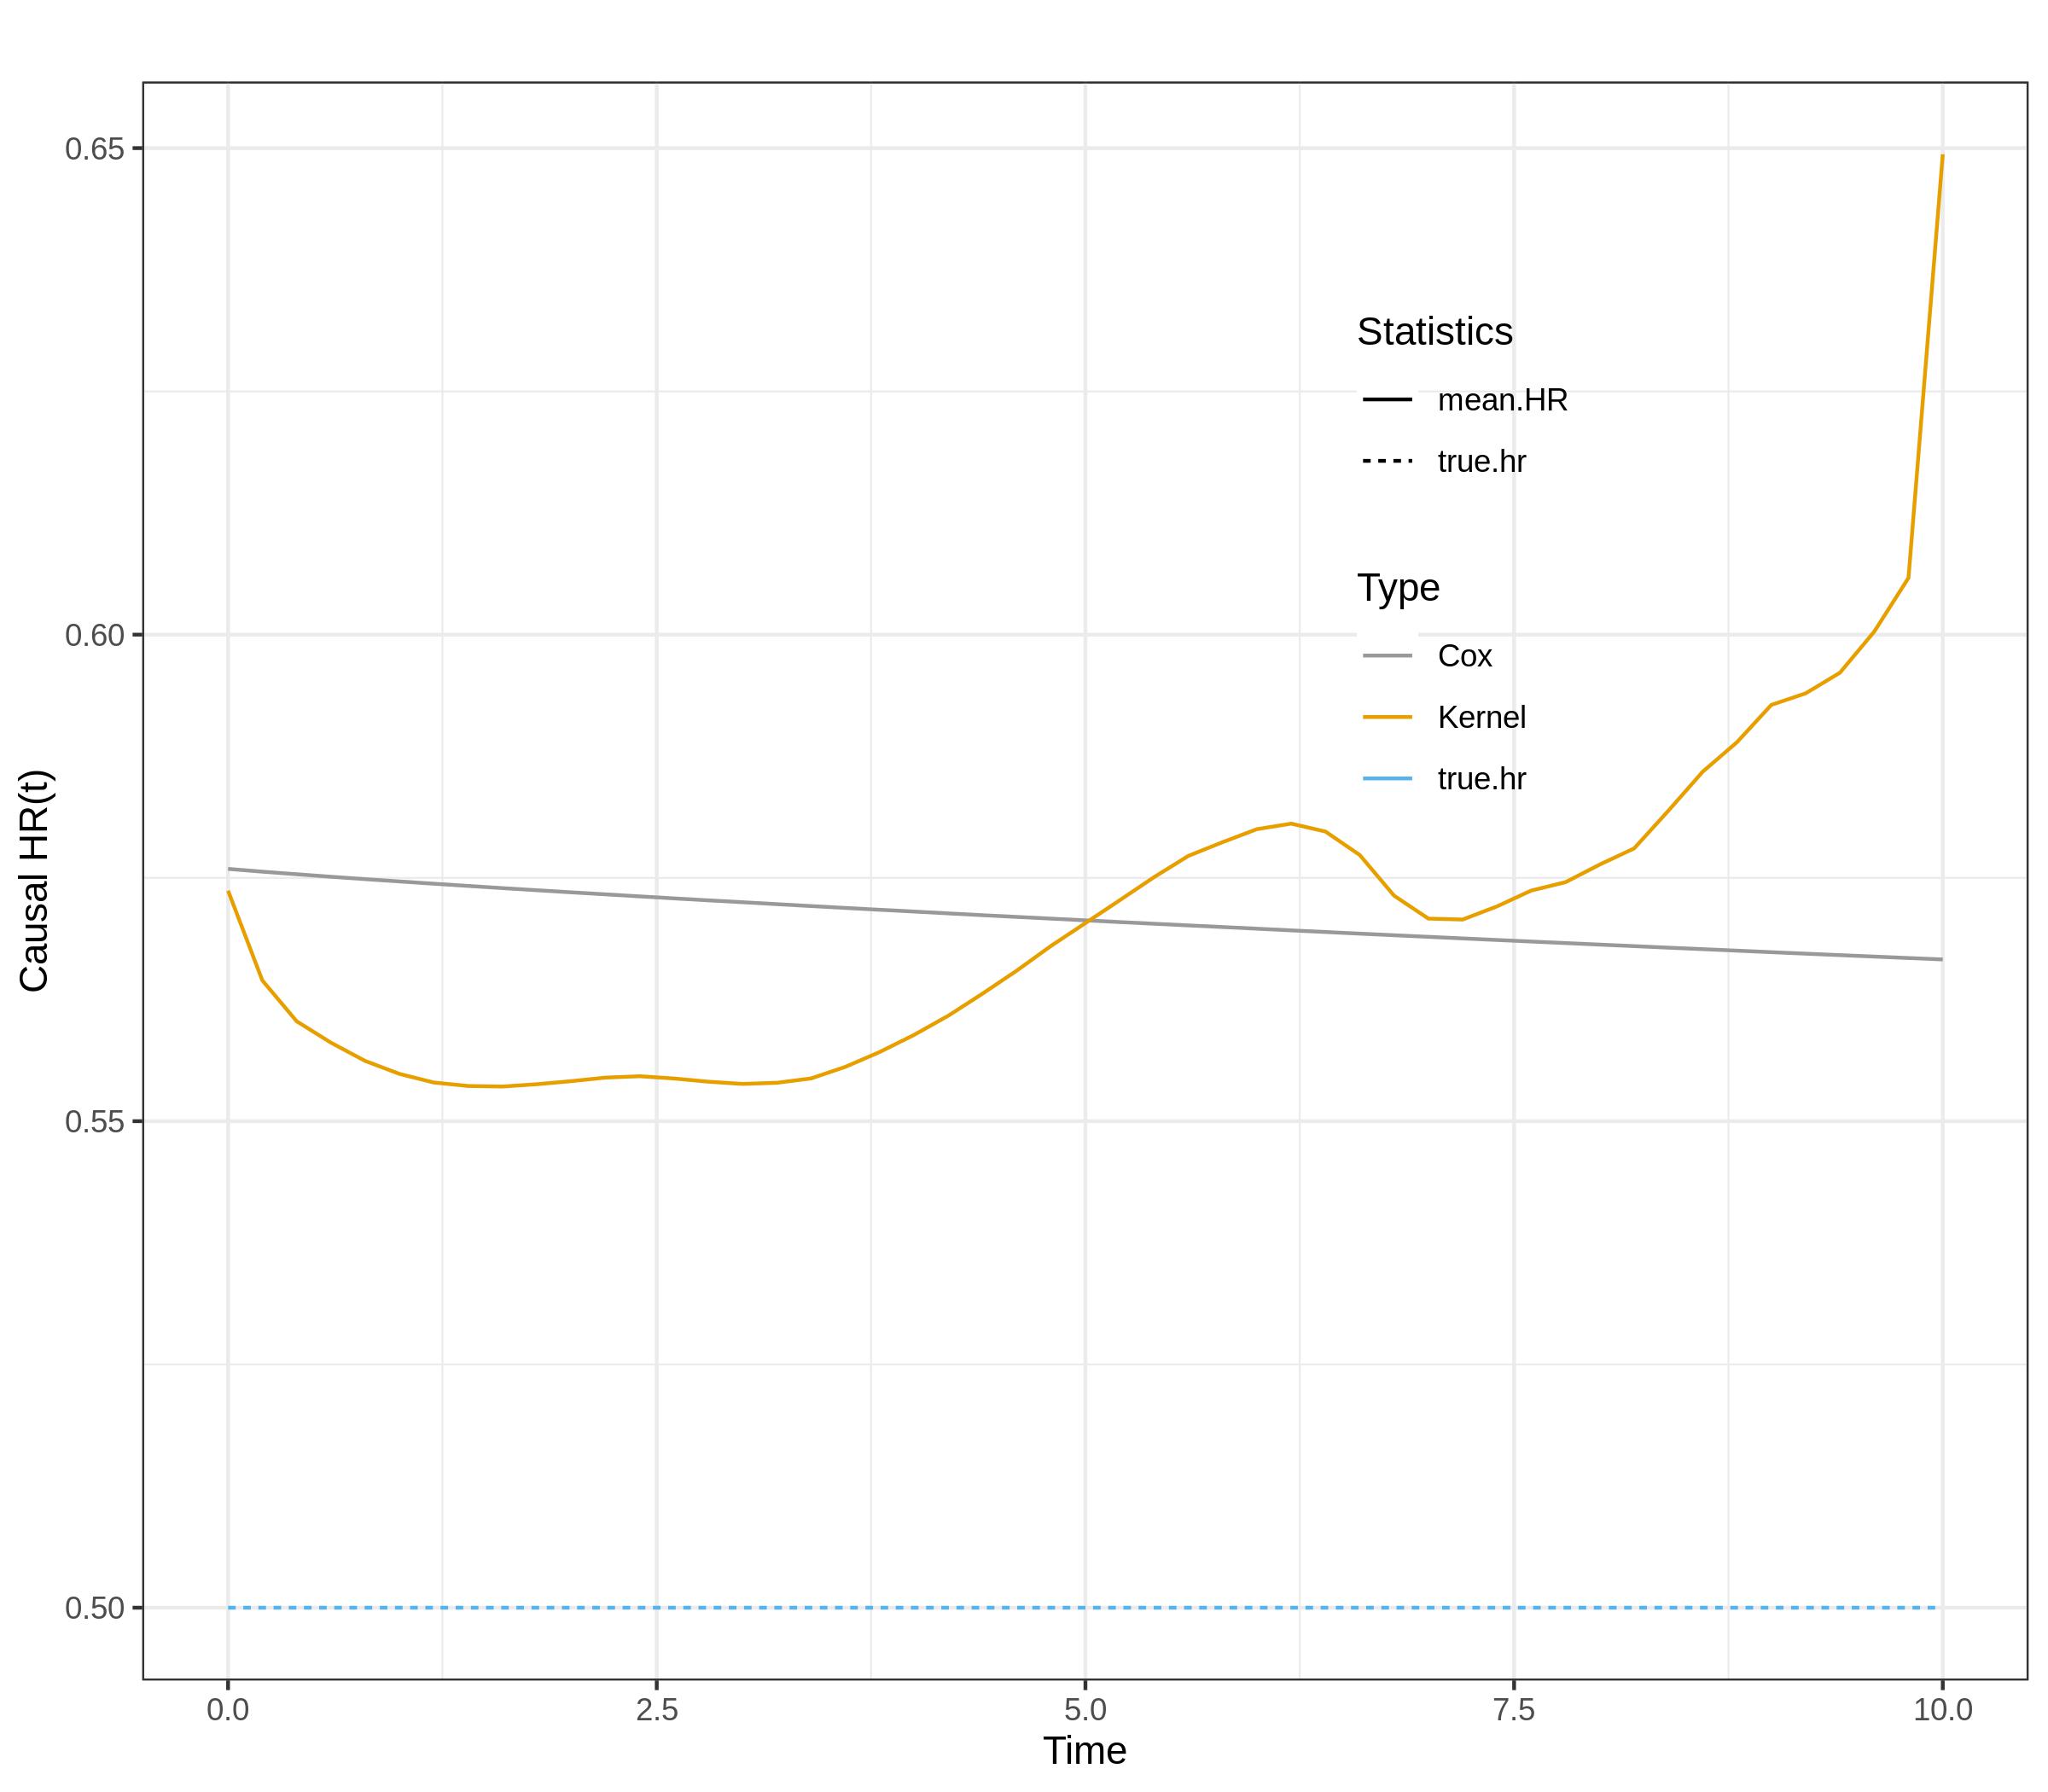 0.65
0.60
0.55
0.50
Causal HR(t)
Statistics
mean.HR
true.hr
Type
Cox
Kernel
true.hr
0.0 2.5 5.0 7.5 10.0
Time